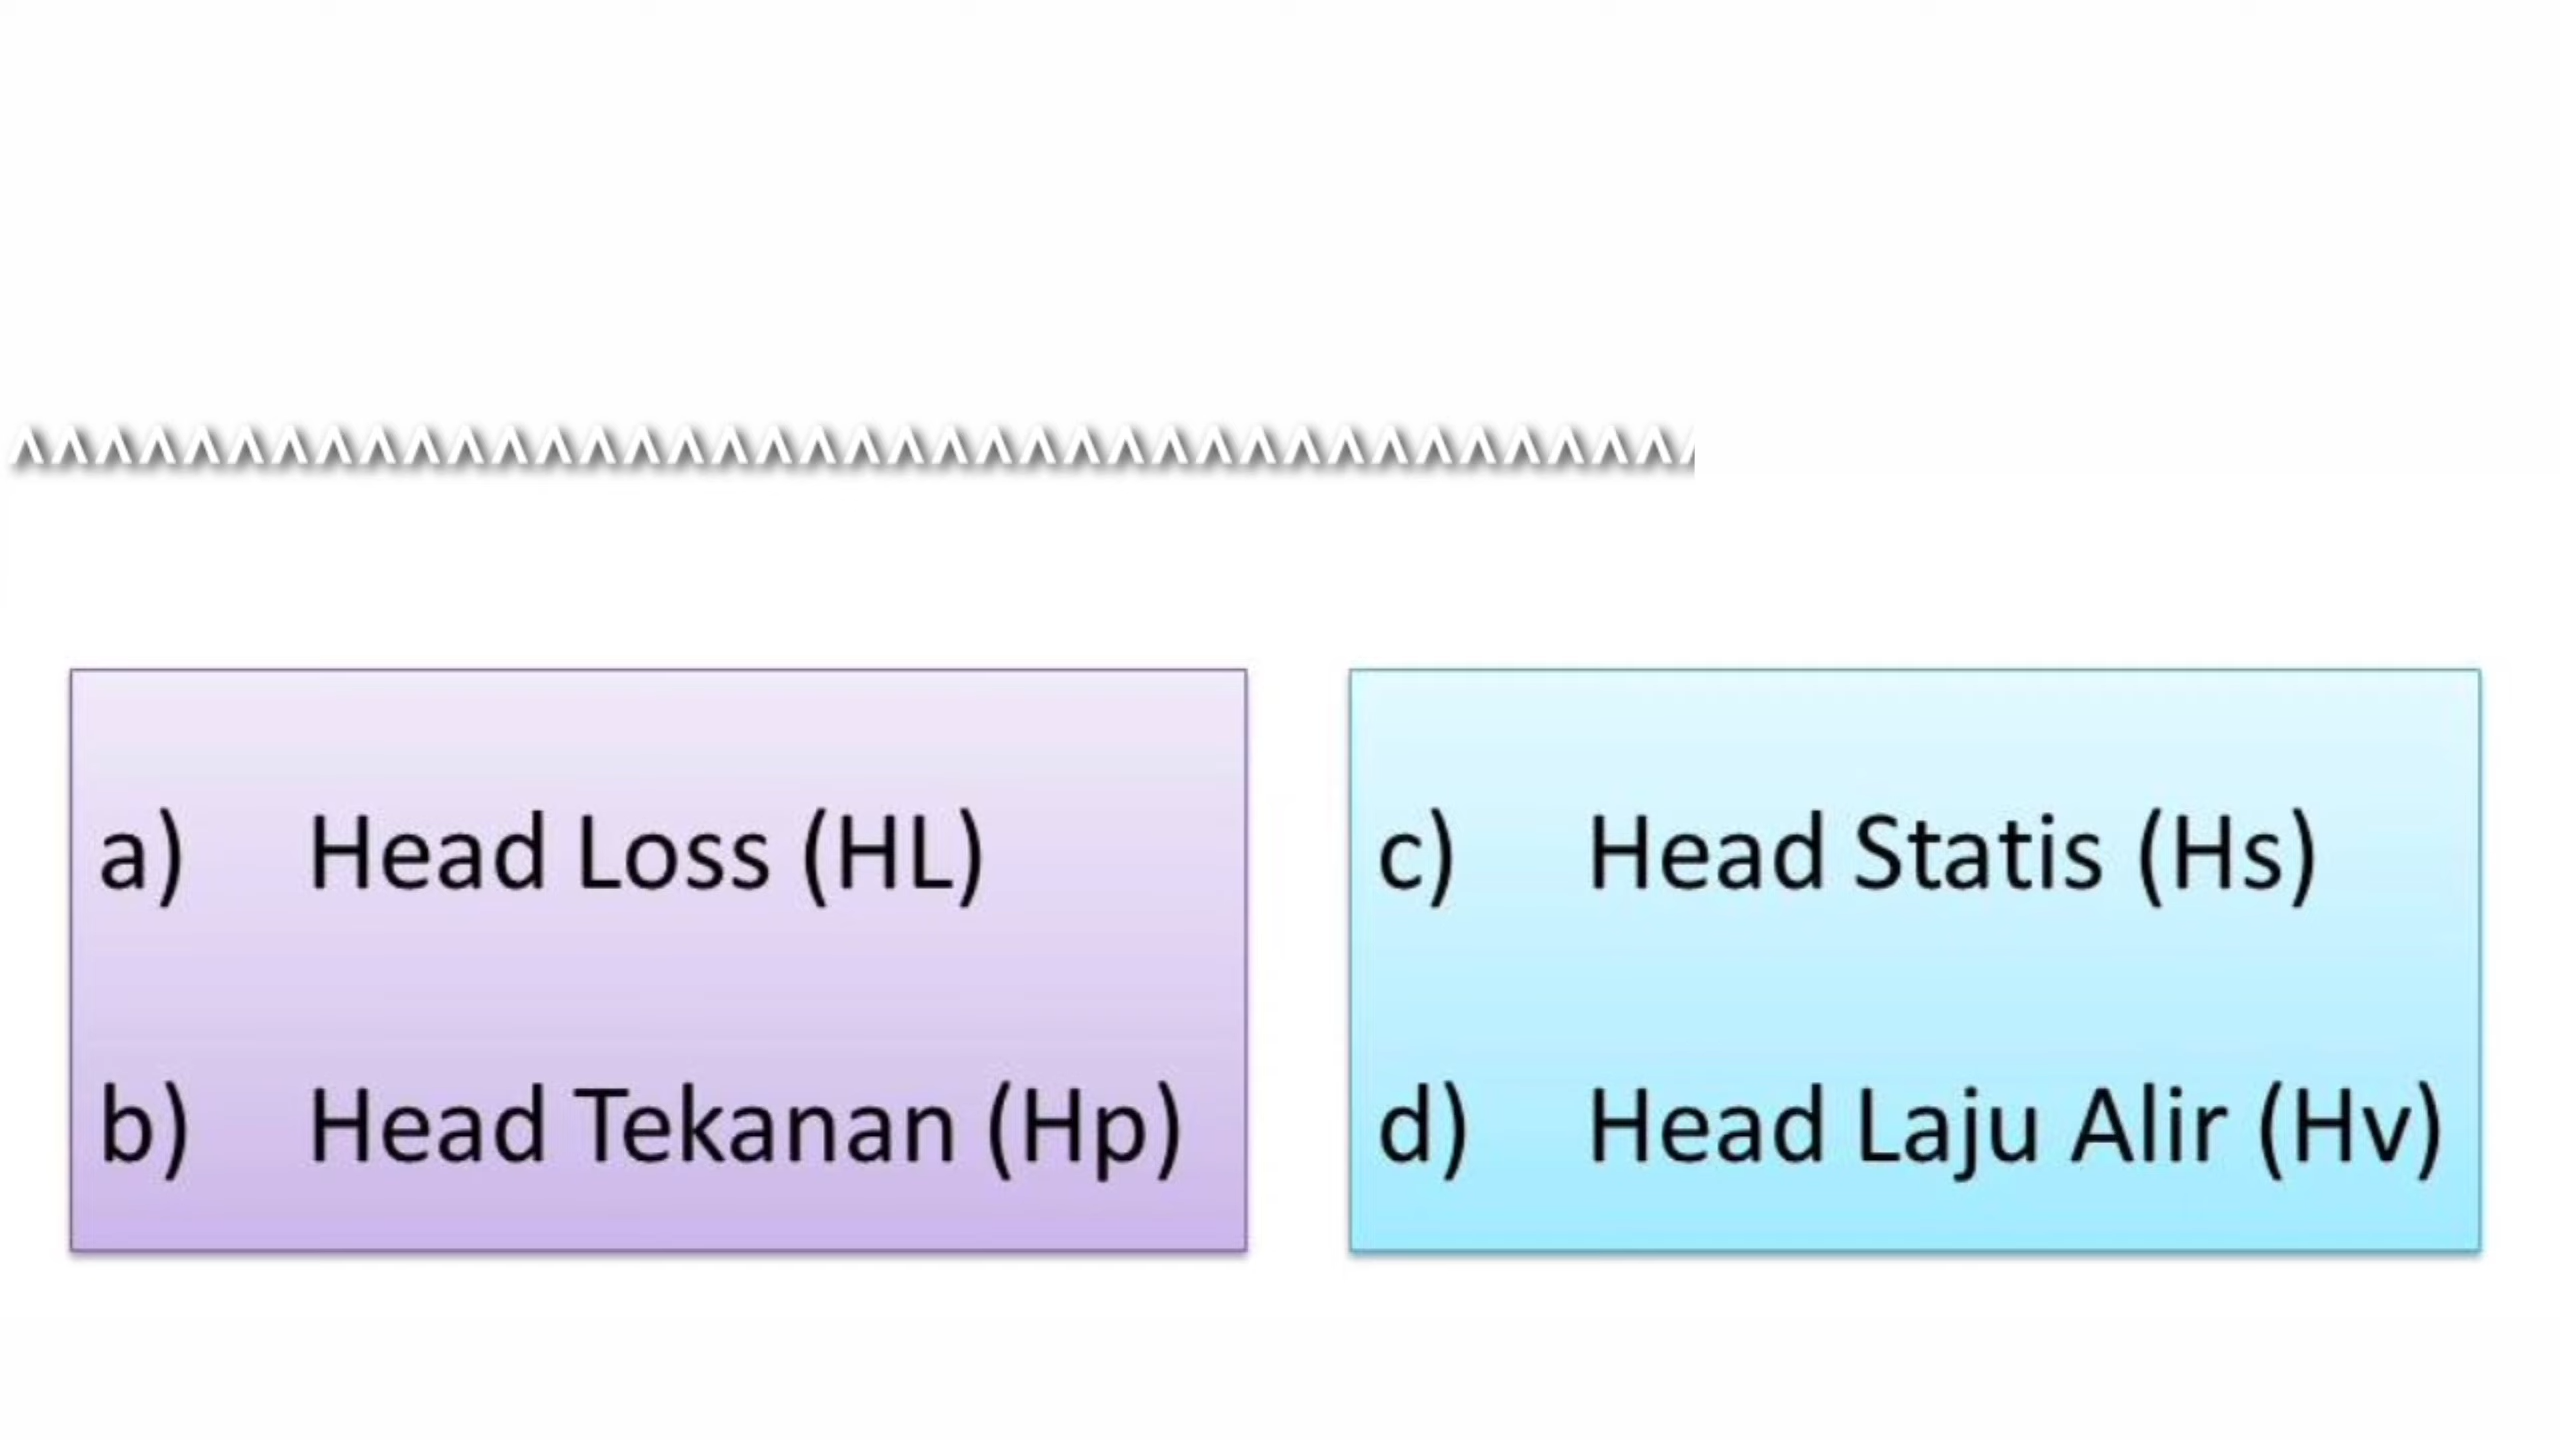 a) Head Loss (HL)
b) Head Tekanan (Hp)
c) Head Statis (Hs)
d) Head Laju Alir (Hv)